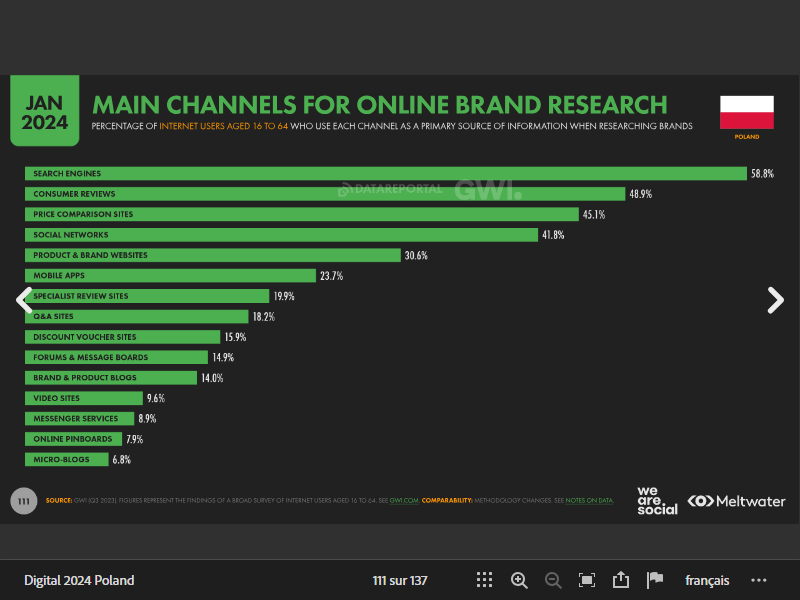 JAN
2024
MAIN CHANNELS FOR ONLINE BRAND RESEARCH
PERCENTAGE OF INTERNET USERS AGED 16 TO 64 WHO USE EACH CHANNEL AS A PRIMARY SOURCE OF INFORMATION WHEN RESEARCHING BRANDS
POLAND
SEARCH ENGINES 58.8%
DATAREPORTAL GWI.
CONSUMER REVIEWS 48.9%
PRICE COMPARISON SITES 45.1%
SOCIAL NETWORKS 41.8%
PRODUCT & BRAND WEBSITES 30.6%
MOBILE APPS 23.7%
SPECIALIST REVIEW SITES 19.9%
Q&A SITES 18.2%
DISCOUNT VOUCHER SITES 15.9%
FORUMS & MESSAGE BOARDS 14.9%
BRAND & PRODUCT BLOGS 14.0%
VIDEO SITES 9.6%
MESSENGER SERVICES 8.9%
ONLINE PINBOARDS 7.9%
MICRO-BLOGS 6.8%
111
SOURCE: GWI (Q3 2023). FIGURES REPRESENT THE FINDINGS OF A BROAD SURVEY OF INTERNET USERS AGED 16 TO 64. SEE GWI.COM. COMPARABILITY: METHODOLOGY CHANGES. SEE NOTES ON DATA.
we
are.
social
Meltwater
Digital 2024 Poland
111 sur 137
français